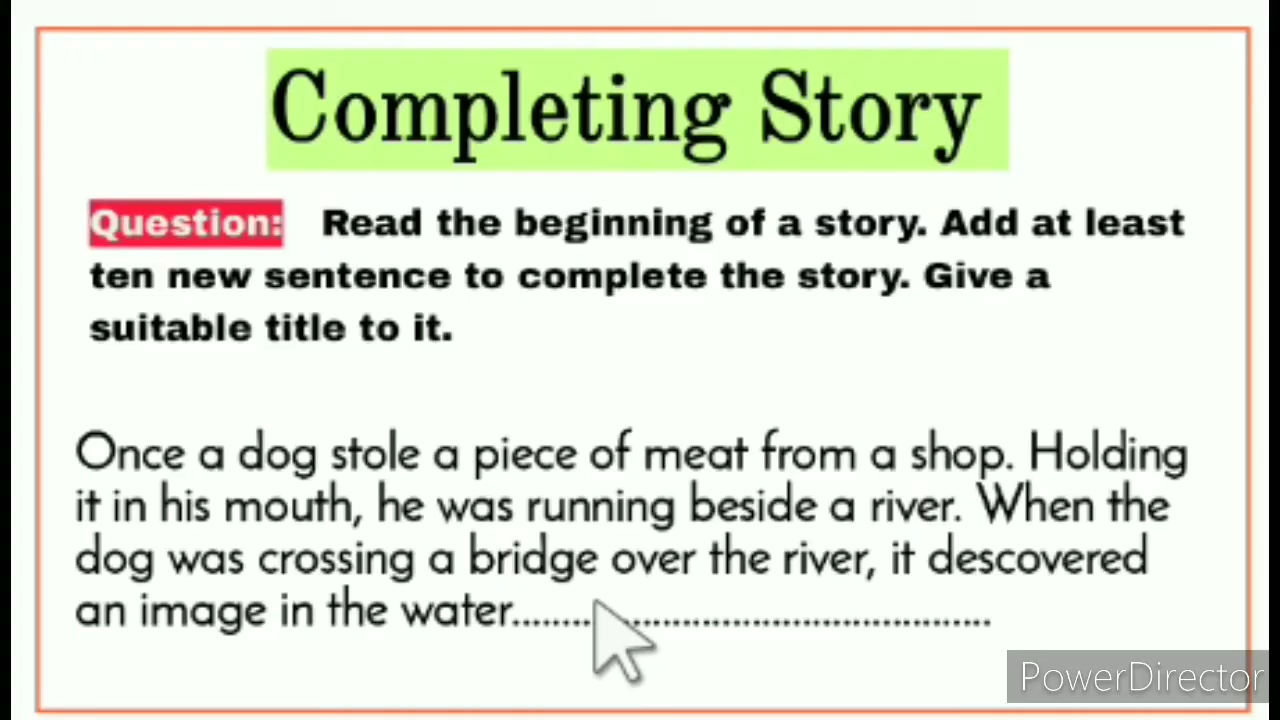 Completing Story
Question: Read the beginning of a story. Add at least
ten new sentence to complete the story. Give a
suitable title to it.
Once a dog stole a piece of meat from a shop. Holding
it in his mouth, he was running beside a river. When the
dog was crossing a bridge over the river, it descovered
an image in the water................................................
PowerDirector